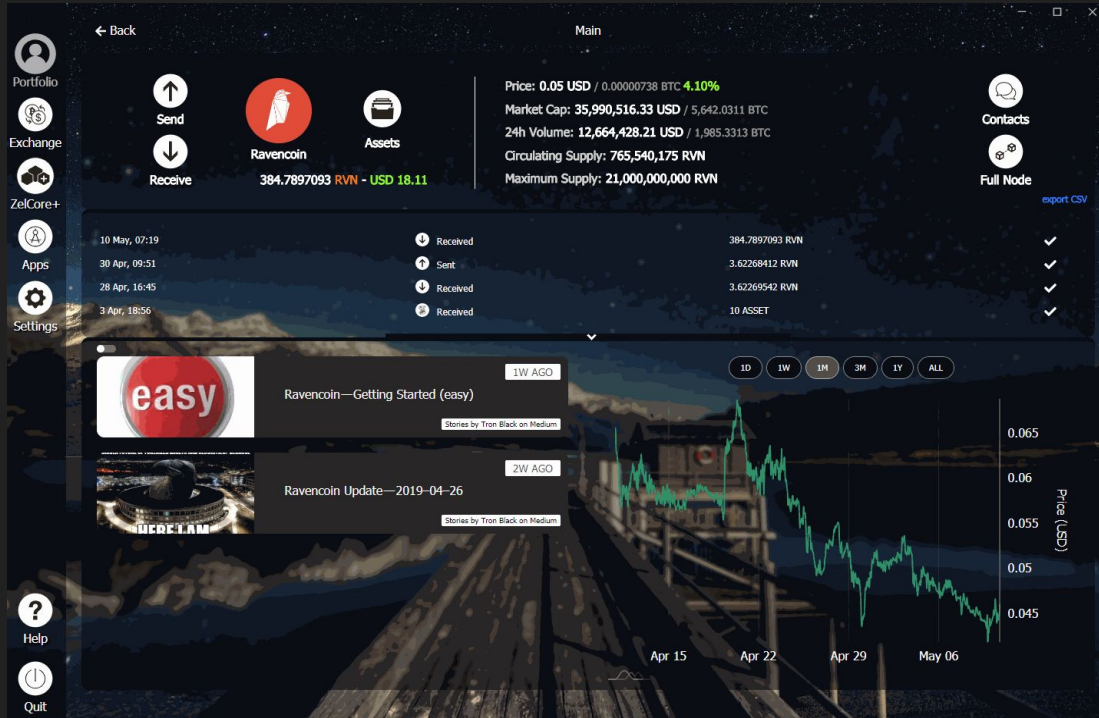 ← Back
Main
Portfolio
Exchange
ZelCore+
Apps
Settings
Help
Quit
Send
Receive
Ravencoin
Assets
384.7897093 RVN - USD 18.11
Price: 0.05 USD / 0.00000738 BTC 4.10%
Market Cap: 35,990,516.33 USD / 5,642.0311 BTC
24h Volume: 12,664,428.21 USD / 1,985.3313 BTC
Circulating Supply: 765,540,175 RVN
Maximum Supply: 21,000,000,000 RVN
Contacts
Full Node
export CSV
10 May, 07:19 Received 384.7897093 RVN
30 Apr, 09:51 Sent 3.62268412 RVN
28 Apr, 16:45 Received 3.62269542 RVN
3 Apr, 18:56 Received 10 ASSET
easy
1W AGO
Ravencoin—Getting Started (easy)
Stories by Tron Black on Medium
2W AGO
Ravencoin Update—2019–04–26
HERE I AM
Stories by Tron Black on Medium
1D 1W 1M 3M 1Y ALL
0.065
0.06
0.055
0.05
0.045
Price (USD)
Apr 15 Apr 22 Apr 29 May 06